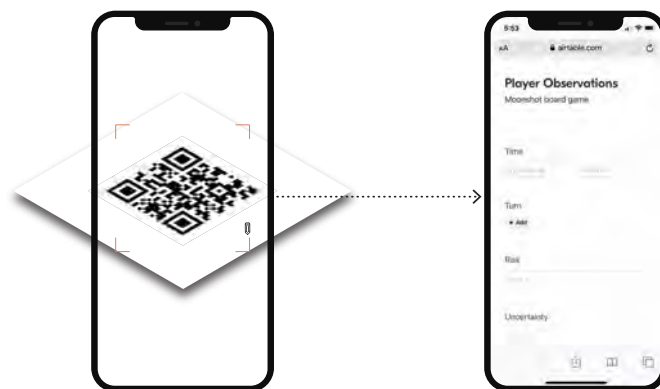 5:53
AA
airtable.com
Player Observations
Moonshot board game
Time
Turn
+ Add
Risk
Uncertainty